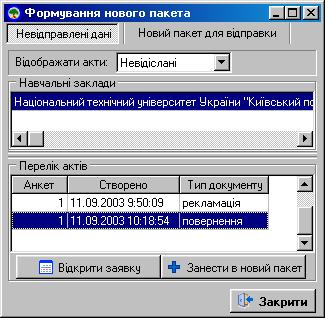 Формування нового пакета
Невідправлені дані
Новий пакет для відправки
Відображати акти: Невідіслані
Навчальні заклади
Національний технічний університет України "Київський по
Перелік актів
Анкет Створено Тип документу
1 11.09.2003 9:50:09 рекламація
1 11.09.2003 10:18:54 повернення
Відкрити заявку
Занести в новий пакет
Закрити